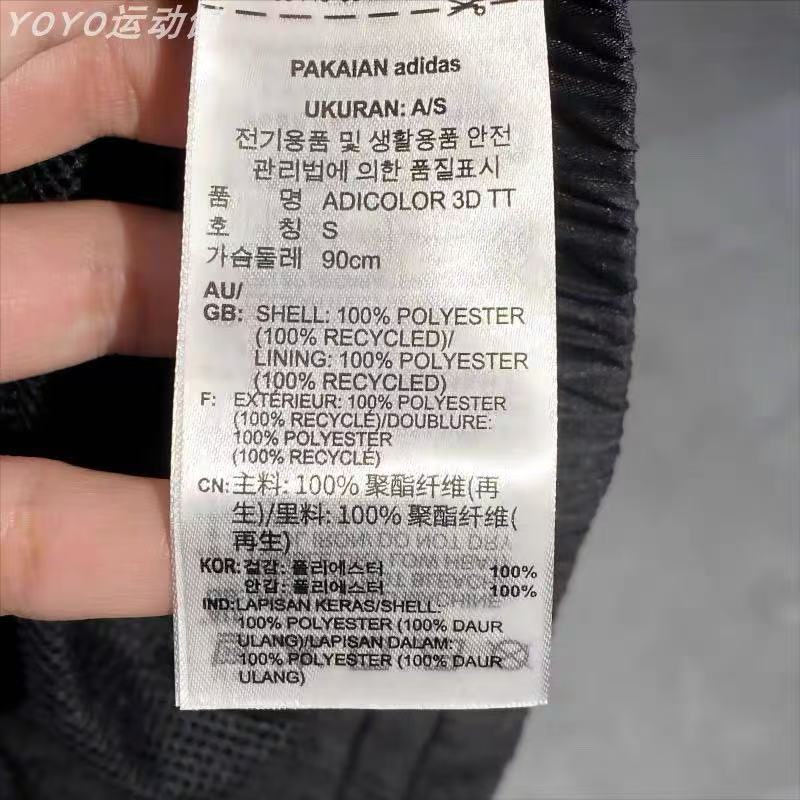 YOYO运动
PAKAIAN adidas
UKURAN: A/S
전기용품 및 생활용품 안전
관리법에 의한 품질표시
품 명 ADICOLOR 3D TT
호 칭 S
가슴둘레 90cm
AU/
GB: SHELL: 100% POLYESTER
(100% RECYCLED)/
LINING: 100% POLYESTER
(100% RECYCLED)
F: EXTÉRIEUR: 100% POLYESTER
(100% RECYCLÉ)/DOUBLURE:
100% POLYESTER
(100% RECYCLÉ)
CN: 主料: 100% 聚酯纤维(再
生)/里料: 100% 聚酯纤维(
再生)
KOR: 겉감: 폴리에스터 100%
안감: 폴리에스터 100%
IND: LAPISAN KERAS/SHELL:
100% POLYESTER (100% DAUR
ULANG)/LAPISAN DALAM:
100% POLYESTER (100% DAUR
ULANG)